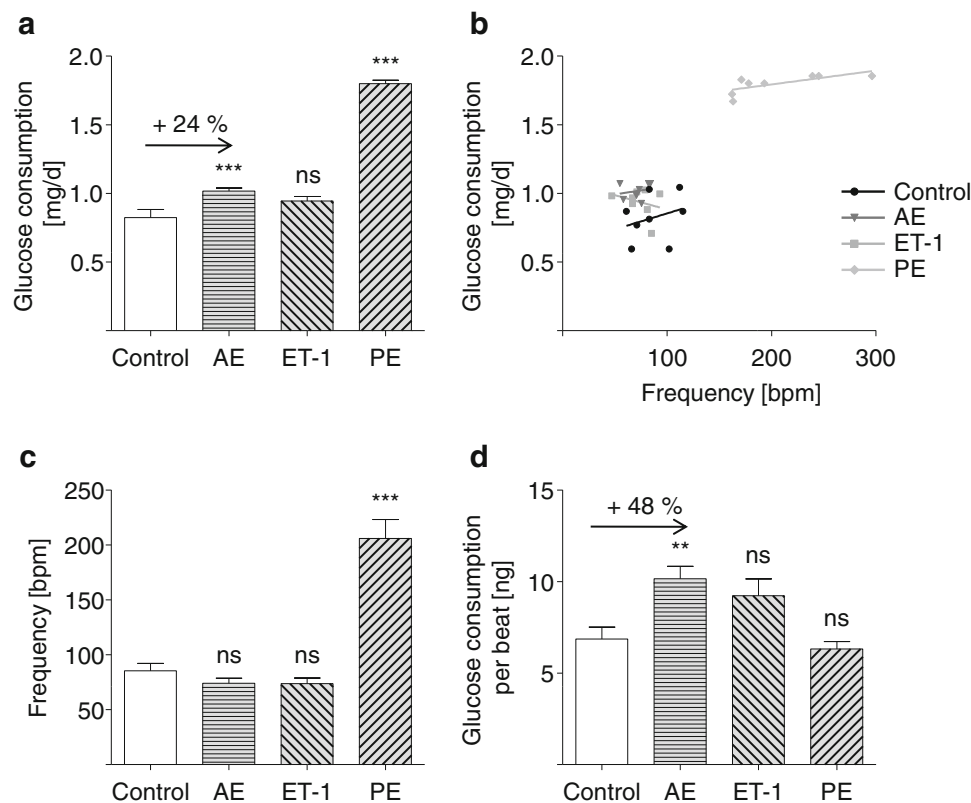 a
Glucose consumption
[mg/d]
2.0
1.5
1.0
0.5
+ 24 %
***
ns
***
Control AE ET-1 PE
b
Glucose consumption
[mg/d]
2.0
1.5
1.0
0.5
100 200 300
Frequency [bpm]
Control
AE
ET-1
PE
c
Frequency [bpm]
250
200
150
100
50
ns
ns
***
Control AE ET-1 PE
d
Glucose consumption
per beat [ng]
15
10
5
+ 48 %
**
ns
ns
Control AE ET-1 PE